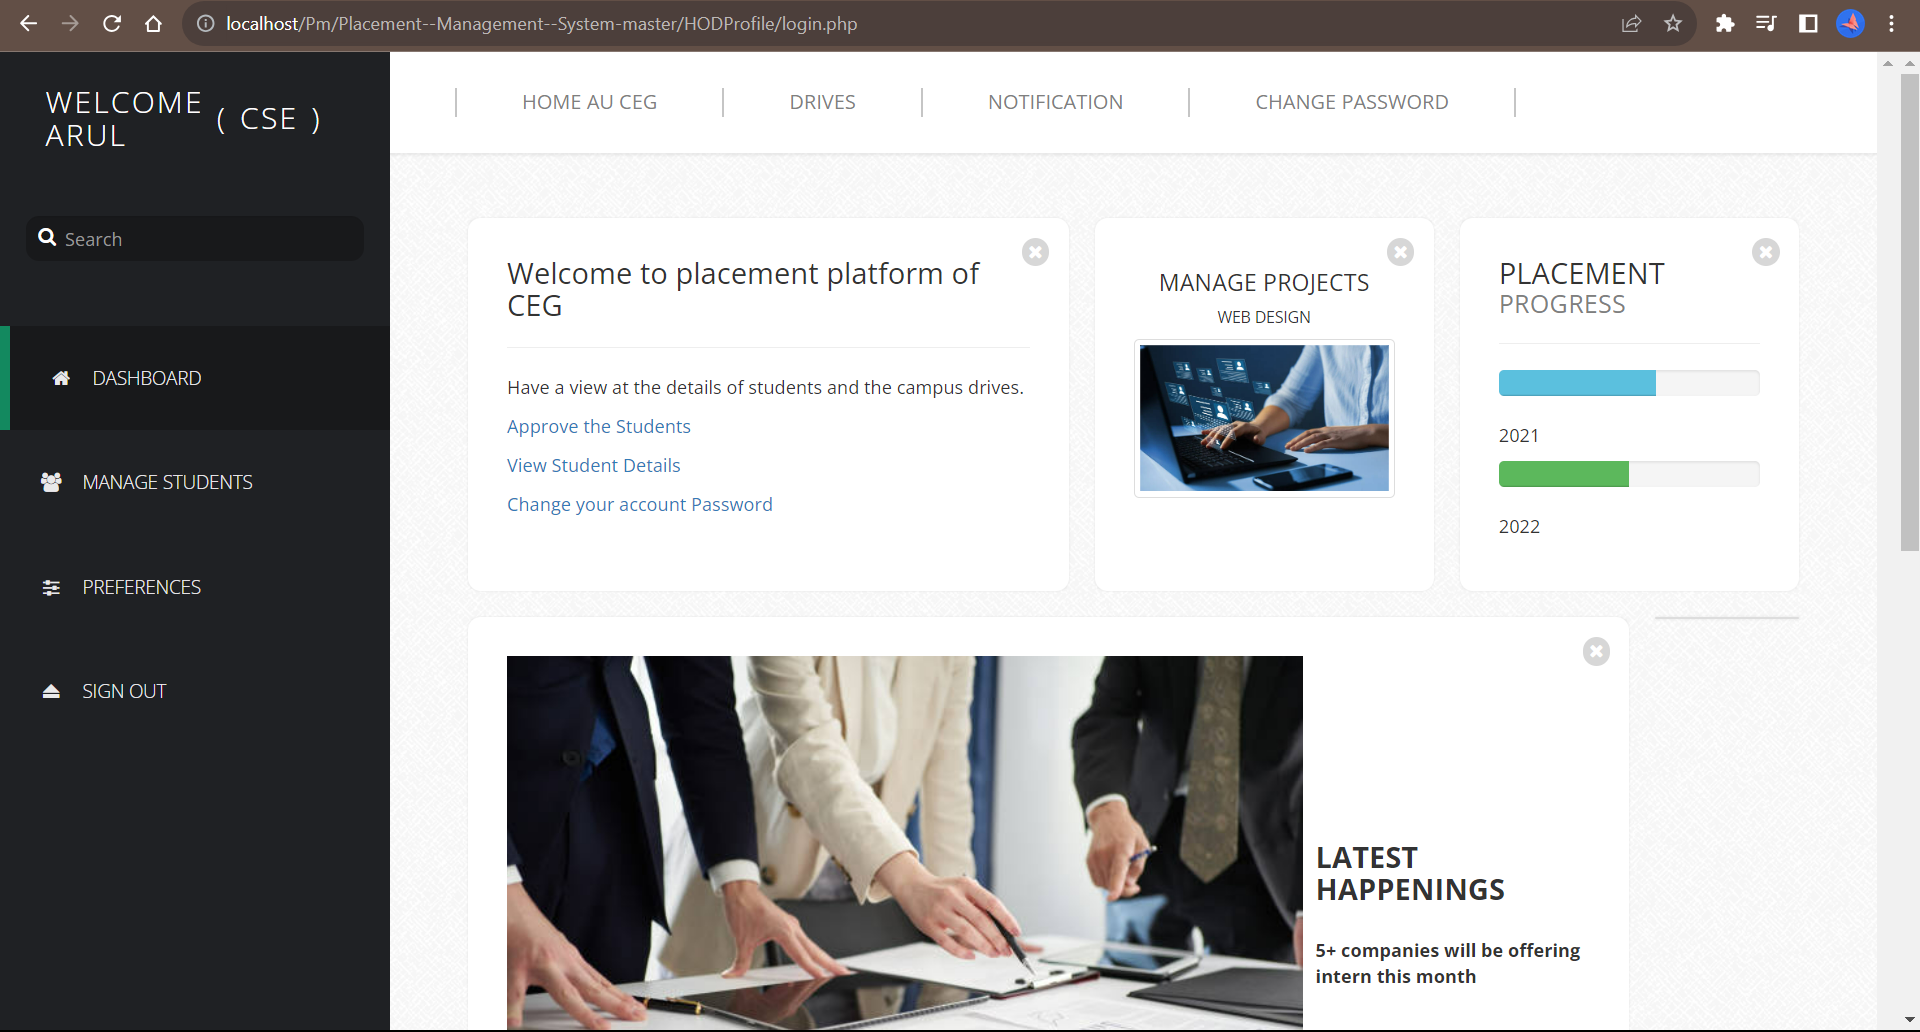 localhost/Pm/Placement--Management--System-master/HODProfile/login.php
WELCOME
ARUL
( CSE )
Search
DASHBOARD
MANAGE STUDENTS
PREFERENCES
SIGN OUT
HOME AU CEG
DRIVES
NOTIFICATION
CHANGE PASSWORD
Welcome to placement platform of
CEG
Have a view at the details of students and the campus drives.
Approve the Students
View Student Details
Change your account Password
MANAGE PROJECTS
WEB DESIGN
PLACEMENT
PROGRESS
2021
2022
LATEST
HAPPENINGS
5+ companies will be offering
intern this month